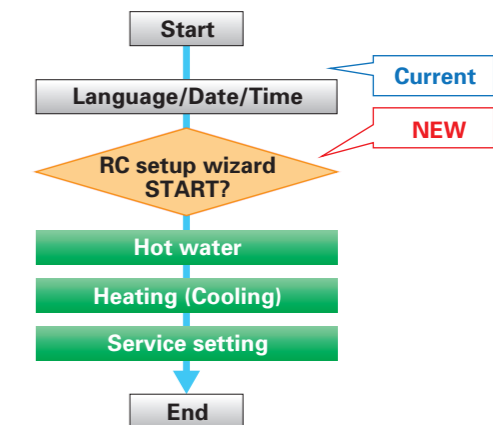 Start
Current
Language/Date/Time
NEW
RC setup wizard
START?
Hot water
Heating (Cooling)
Service setting
End